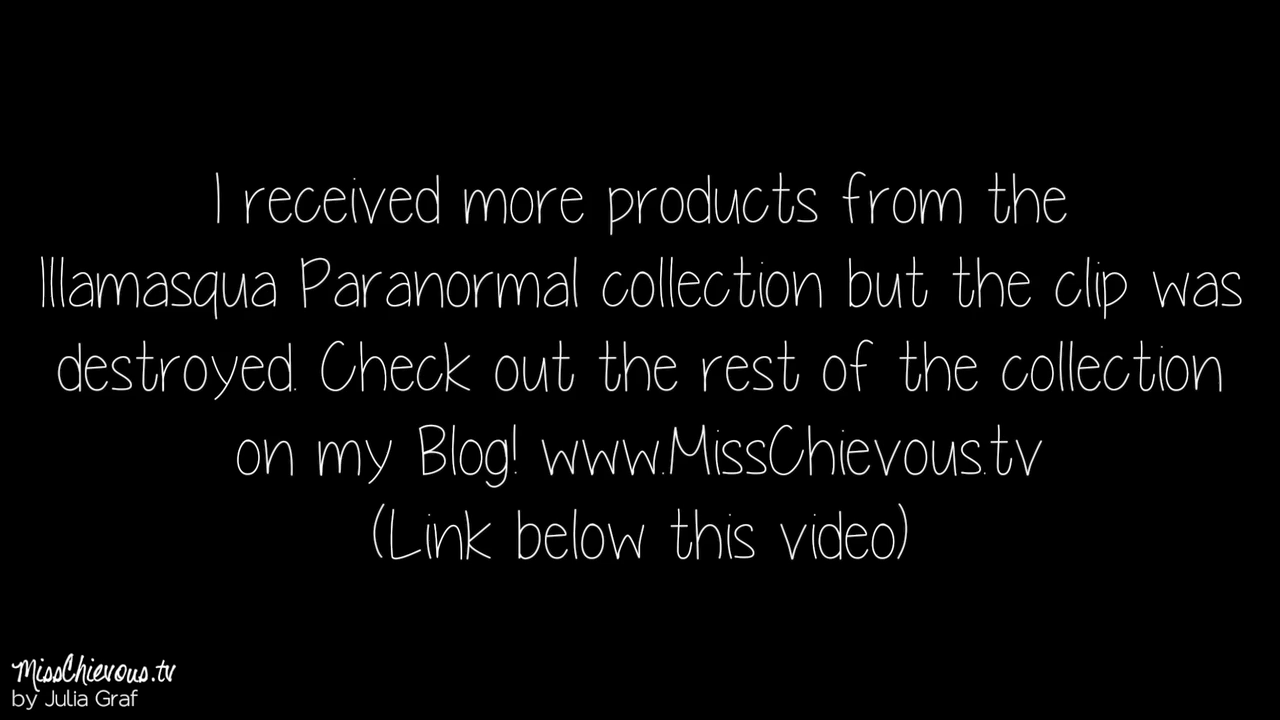 I received more products from the
Illamasqua Paranormal collection but the clip was
destroyed. Check out the rest of the collection
on my Blog! www.MissChievous.tv
(Link below this video)
MissChievous.tv
by Julia Graf